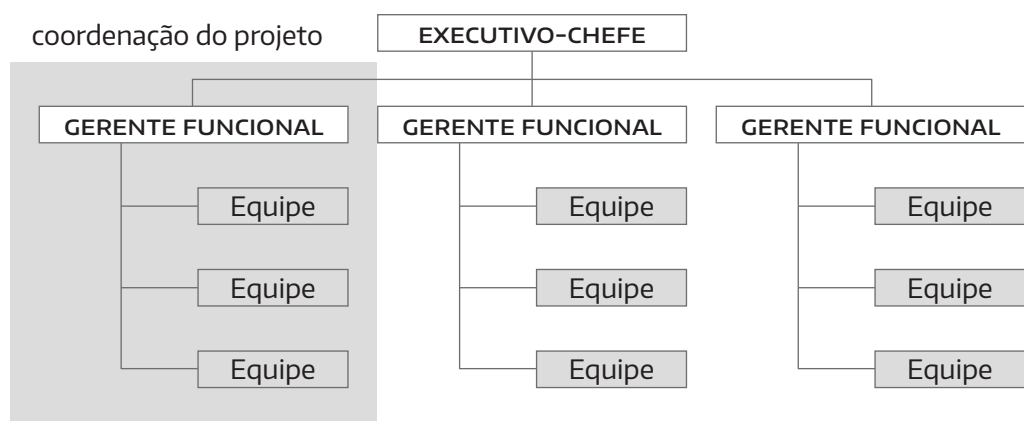 coordenação do projeto
EXECUTIVO-CHEFE
GERENTE FUNCIONAL
GERENTE FUNCIONAL
GERENTE FUNCIONAL
Equipe
Equipe
Equipe
Equipe
Equipe
Equipe
Equipe
Equipe
Equipe